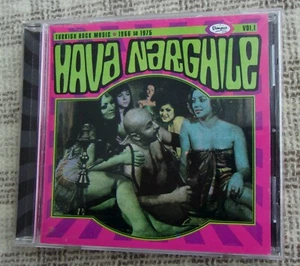 TURKISH ROCK MUSIC 1966 to 1975
VOL.1
HAVA NARGHILE